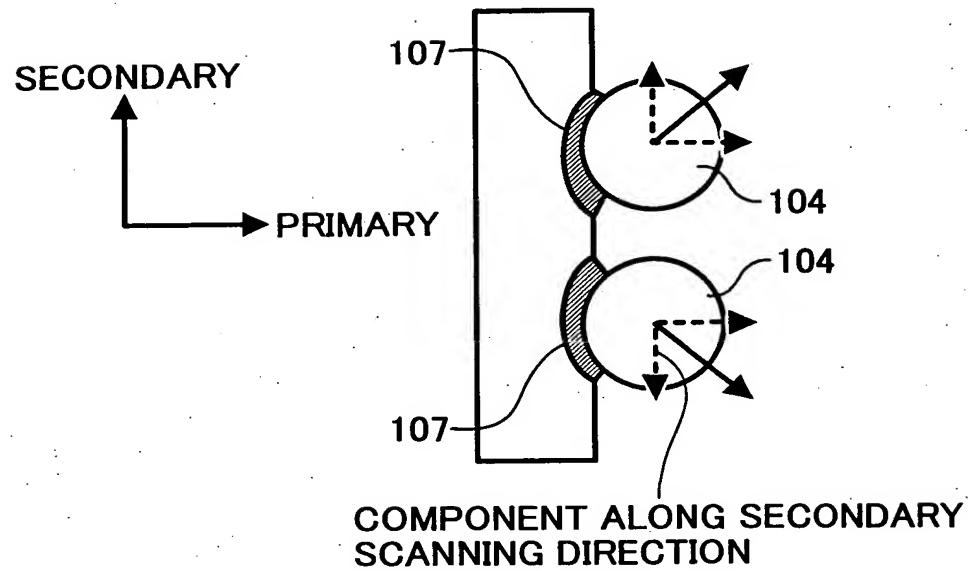 107
SECONDARY
104
PRIMARY
104
107
COMPONENT ALONG SECONDARY
SCANNING DIRECTION